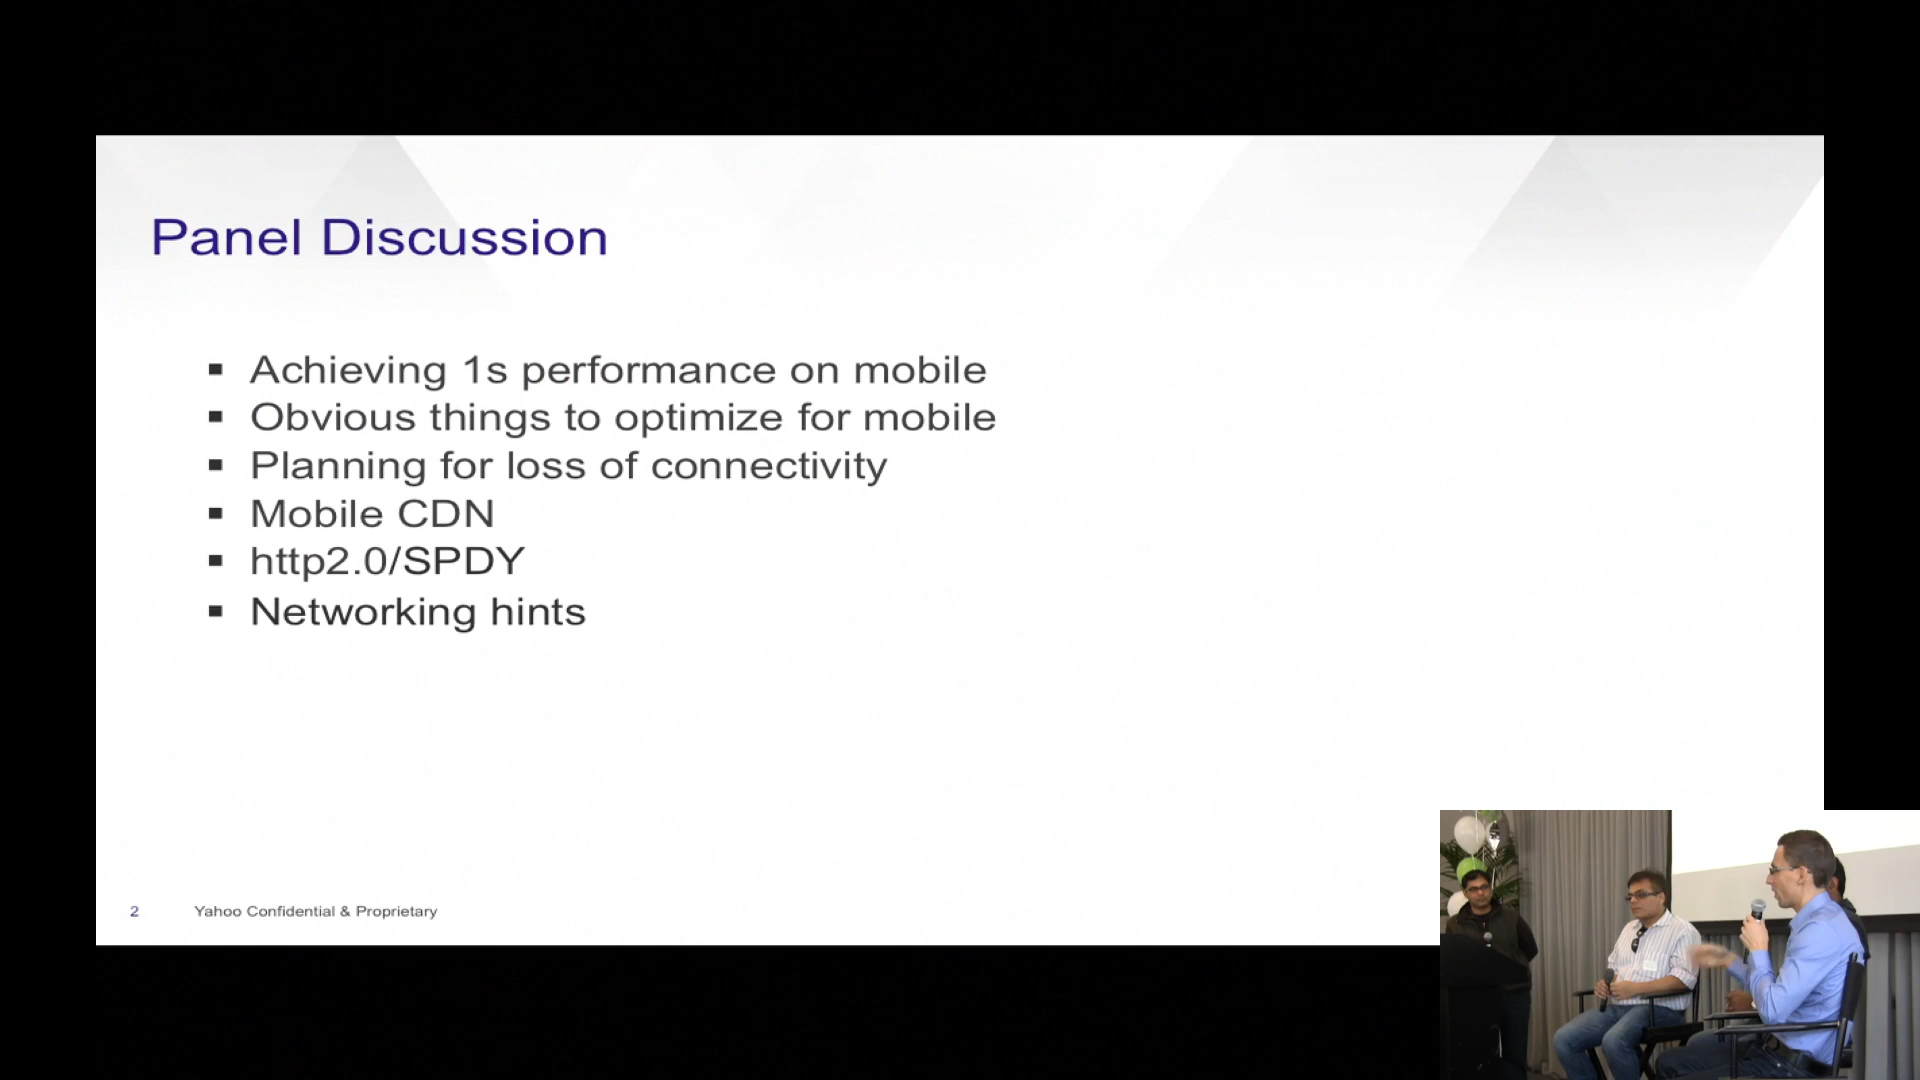 Panel Discussion
▪ Achieving 1s performance on mobile
▪ Obvious things to optimize for mobile
▪ Planning for loss of connectivity
▪ Mobile CDN
▪ http2.0/SPDY
▪ Networking hints
2 Yahoo Confidential & Proprietary